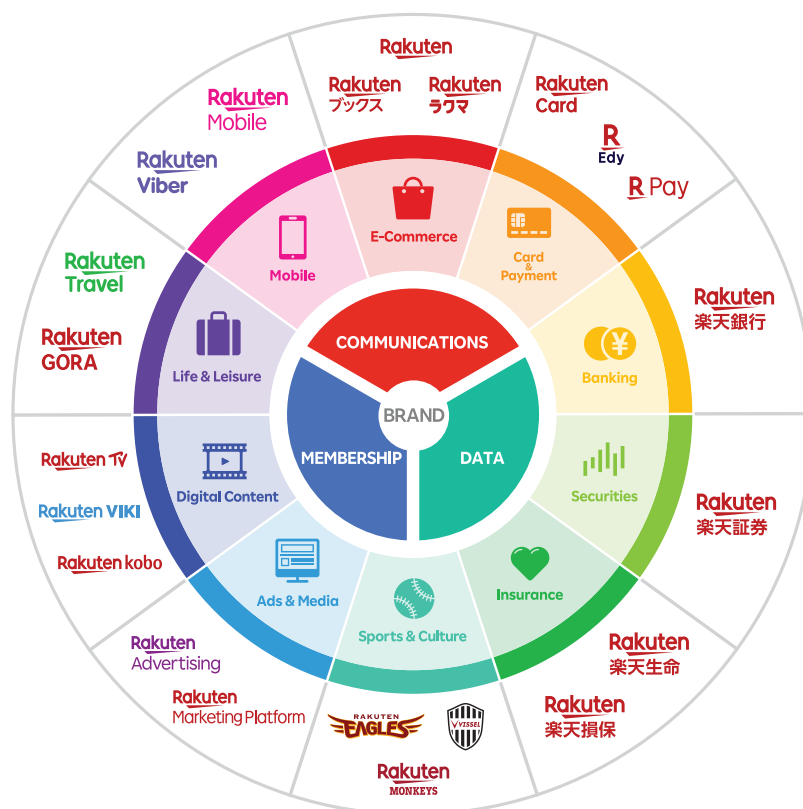 Rakuten
Rakuten
ブックス
Rakuten
ラクマ
Rakuten
Card
R
Edy
R Pay
Rakuten
楽天銀行
Rakuten
楽天証券
Rakuten
楽天生命
Rakuten
楽天損保
RAKUTEN
EAGLES
VISSEL
Rakuten
MONKEYS
Rakuten
Marketing Platform
Rakuten
Advertising
Rakuten kobo
Rakuten VIKI
Rakuten TV
Rakuten
GORA
Rakuten
Travel
Rakuten
Viber
Rakuten
Mobile
E-Commerce
Card
&
Payment
¥
Banking
Securities
Insurance
Sports & Culture
Ads & Media
Digital Content
Life & Leisure
Mobile
COMMUNICATIONS
BRAND
MEMBERSHIP
DATA